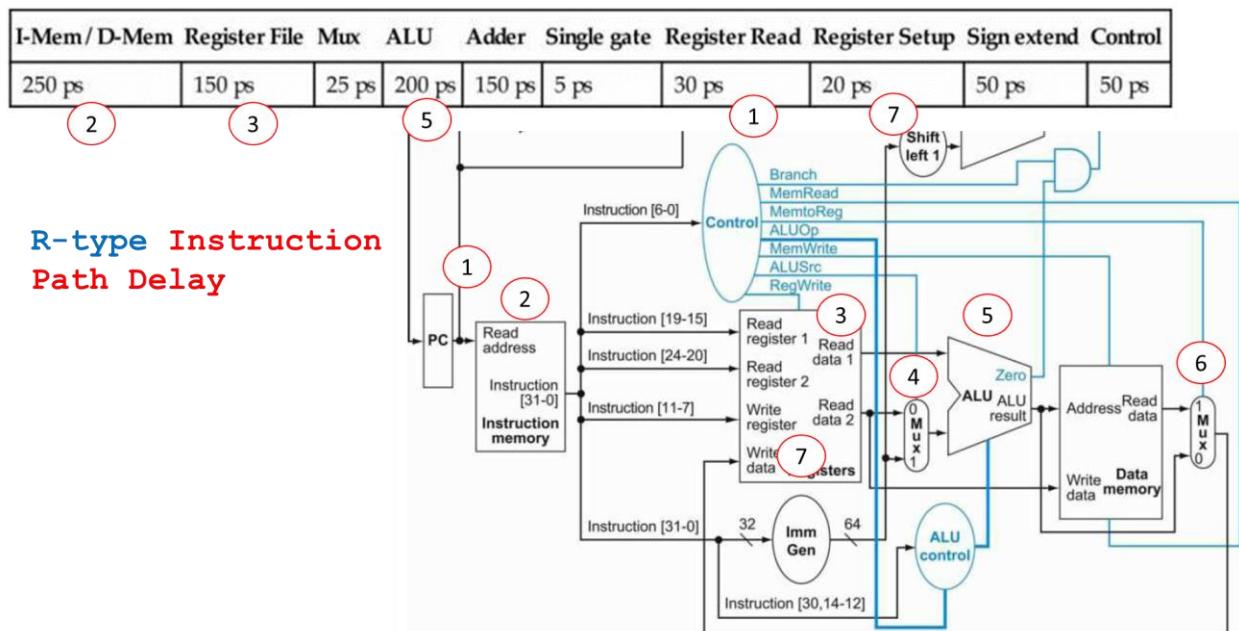 I-Mem / D-Mem Register File Mux ALU Adder Single gate Register Read Register Setup Sign extend Control
250 ps 150 ps 25 ps 200 ps 150 ps 5 ps 30 ps 20 ps 50 ps 50 ps
2 3 5 1 7
R-type Instruction
Path Delay
Shift
left 1
Branch
MemRead
MemtoReg
ALUOp
MemWrite
ALUSrc
RegWrite
Control
Instruction [6-0]
1
2
PC
Read
address
Instruction
[31-0]
Instruction
memory
Instruction [19-15]
Instruction [24-20]
Instruction [11-7]
Instruction [31-0]
Instruction [30,14-12]
3
Read
register 1
Read
data 1
Read
register 2
Write
register
Read
data 2
Write
data
7
4
0
M
u
x
1
5
Zero
ALU
ALU
result
Address
Read
data
Write
data
Data
memory
6
1
M
u
x
0
32
Imm
Gen
64
ALU
control